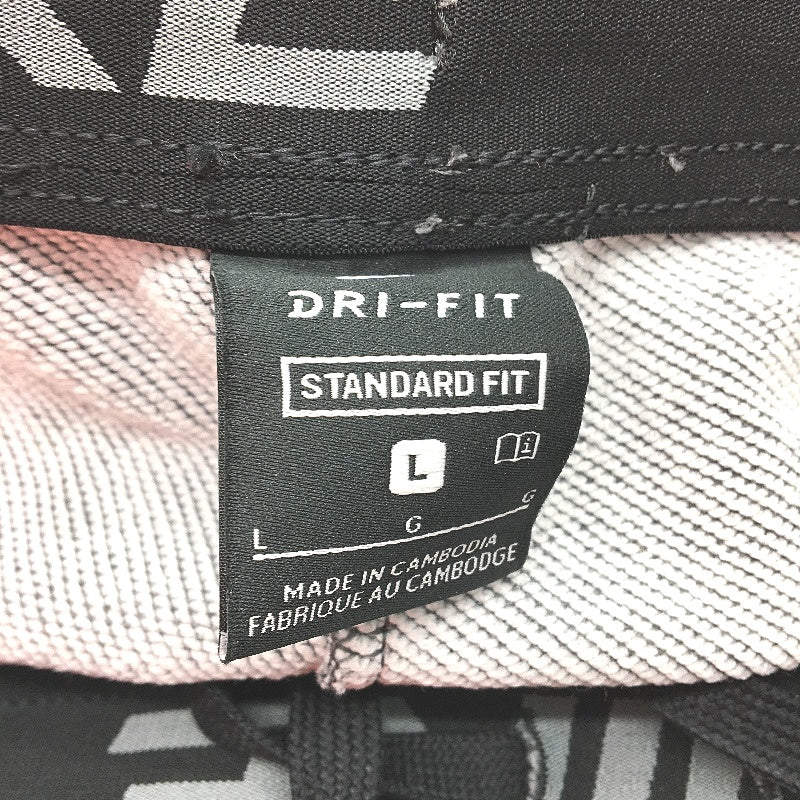 DRI-FIT
STANDARD FIT
L
i
L G G
MADE IN CAMBODIA
FABRIQUE AU CAMBODGE